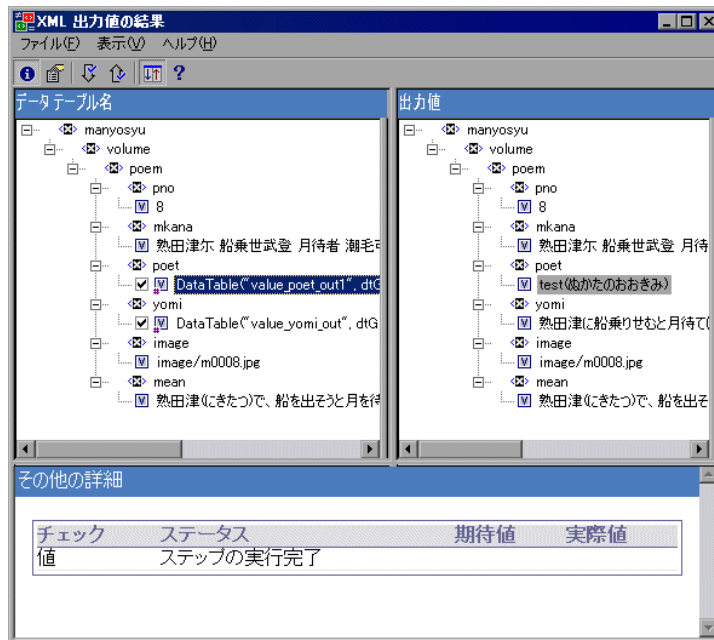 XML 出力値の結果
ファイル(F) 表示(V) ヘルプ(H)
データ テーブル名
manyosyu
volume
poem
pno
8
mkana
熟田津尓 船乗世武登 月待者 潮毛
poet
DataTable("value_poet_out1", dtG
yomi
DataTable("value_yomi_out", dtG
image
image/m0008.jpg
mean
熟田津(にきたつ)で、船を出そうと月を待
出力値
manyosyu
volume
poem
pno
8
mkana
熟田津尓 船乗世武登 月待
poet
test(ぬかたのおおきみ)
yomi
熟田津に船乗りせむと月待て
image
image/m0008.jpg
mean
熟田津(にきたつ)で、船を出そ
その他の詳細
チェック ステータス 期待値 実際値
値 ステップの実行完了